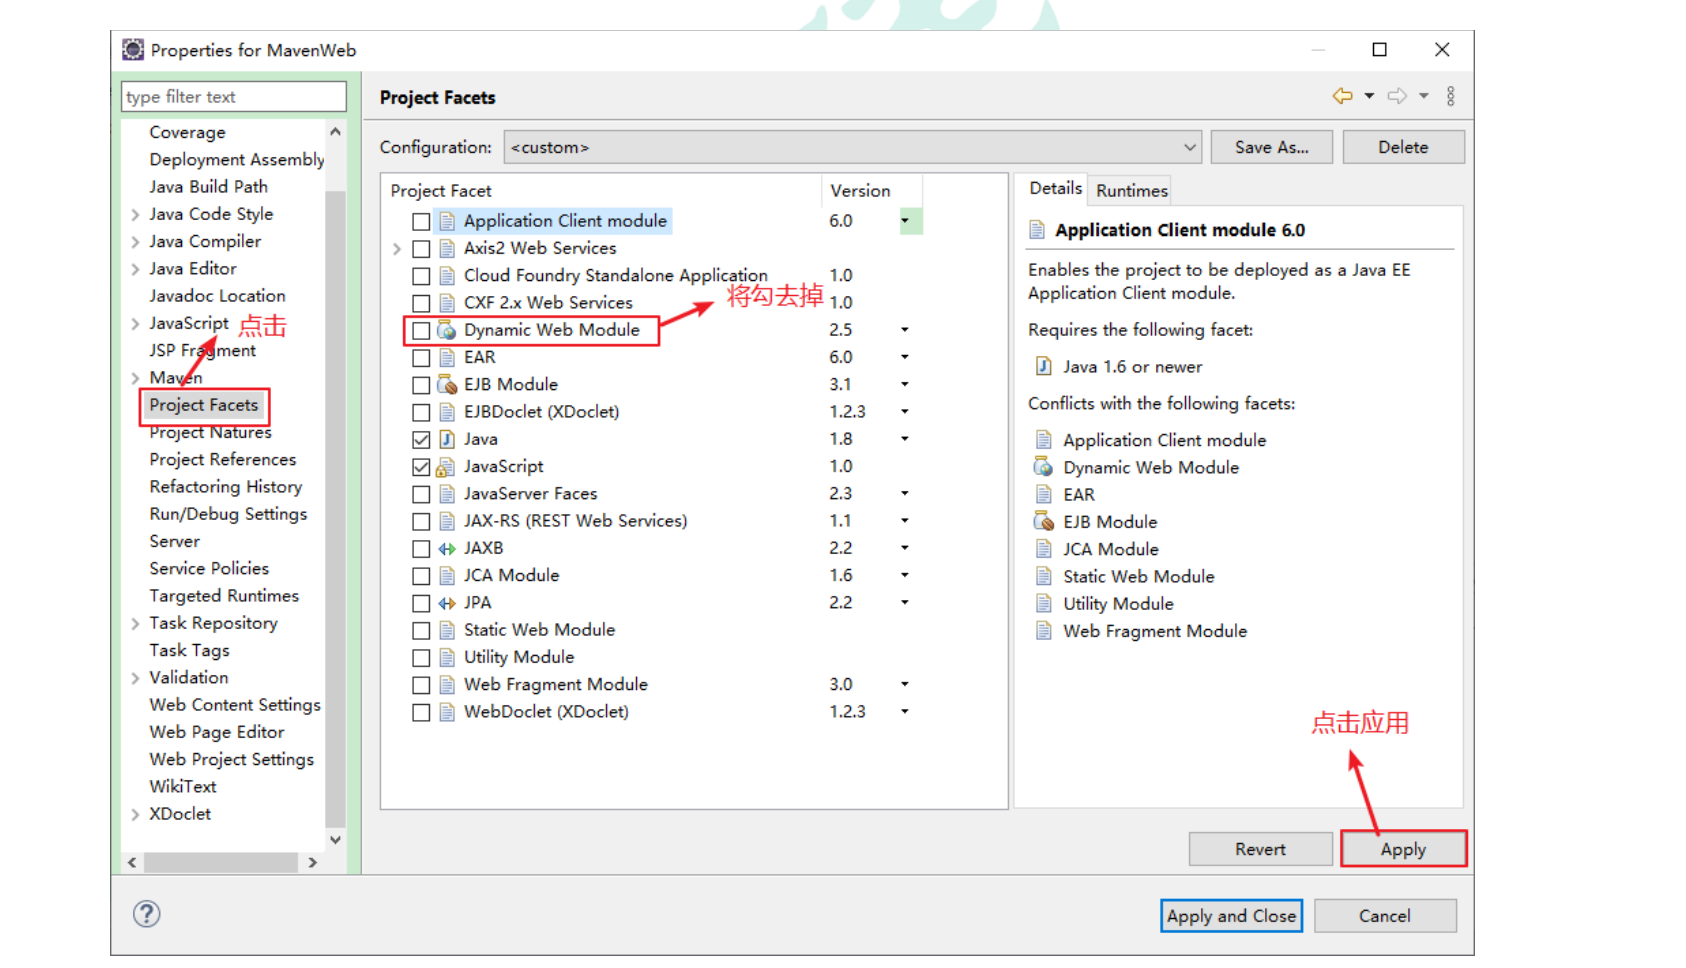 Properties for MavenWeb
type filter text
Coverage
Deployment Assembly
Java Build Path
Java Code Style
Java Compiler
Java Editor
Javadoc Location
JavaScript
点击
JSP Fragment
Maven
Project Facets
Project Natures
Project References
Refactoring History
Run/Debug Settings
Server
Service Policies
Targeted Runtimes
Task Repository
Task Tags
Validation
Web Content Settings
Web Page Editor
Web Project Settings
WikiText
XDoclet
Project Facets
Configuration: <custom> Save As... Delete
Project Facet Version
Application Client module 6.0
Axis2 Web Services
Cloud Foundry Standalone Application 1.0
CXF 2.x Web Services 1.0
将勾去掉
Dynamic Web Module 2.5
EAR 6.0
EJB Module 3.1
EJBDoclet (XDoclet) 1.2.3
Java 1.8
JavaScript 1.0
JavaServer Faces 2.3
JAX-RS (REST Web Services) 1.1
JAXB 2.2
JCA Module 1.6
JPA 2.2
Static Web Module
Utility Module
Web Fragment Module 3.0
WebDoclet (XDoclet) 1.2.3
Details Runtimes
Application Client module 6.0
Enables the project to be deployed as a Java EE
Application Client module.
Requires the following facet:
Java 1.6 or newer
Conflicts with the following facets:
Application Client module
Dynamic Web Module
EAR
EJB Module
JCA Module
Static Web Module
Utility Module
Web Fragment Module
点击应用
Revert Apply
Apply and Close Cancel